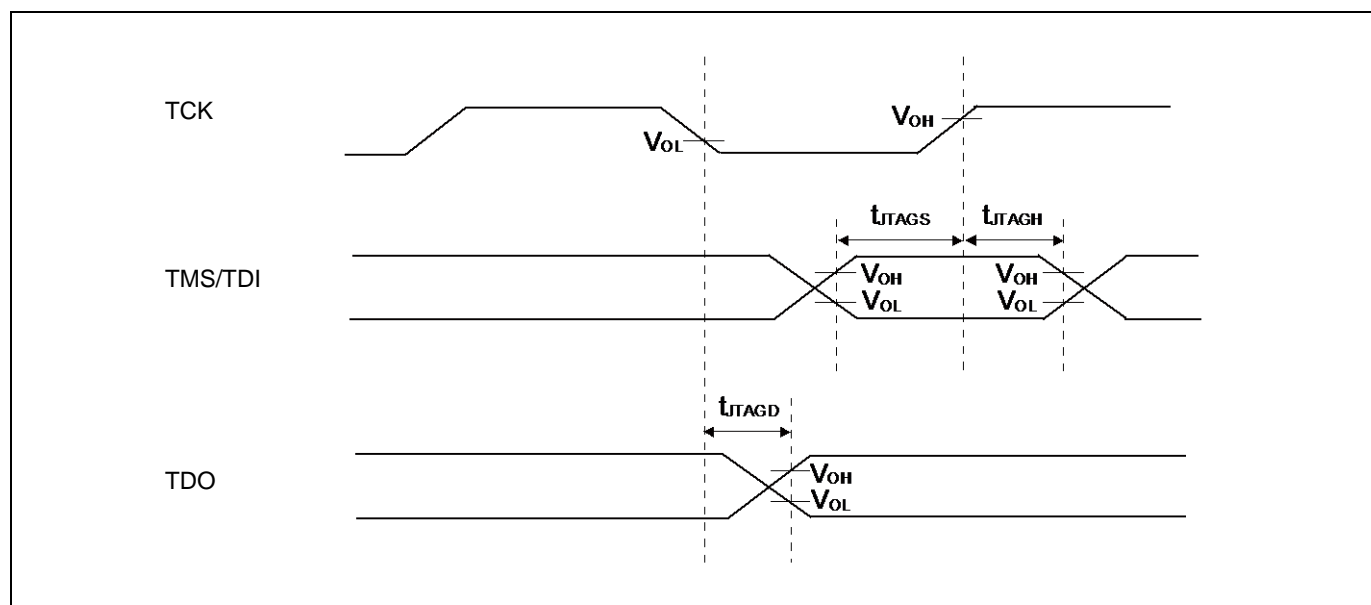 TCK
VOL
VOH
tJTAGS
tJTAGH
TMS/TDI
VOH
VOL
VOH
VOL
tJTAGD
TDO
VOH
VOL